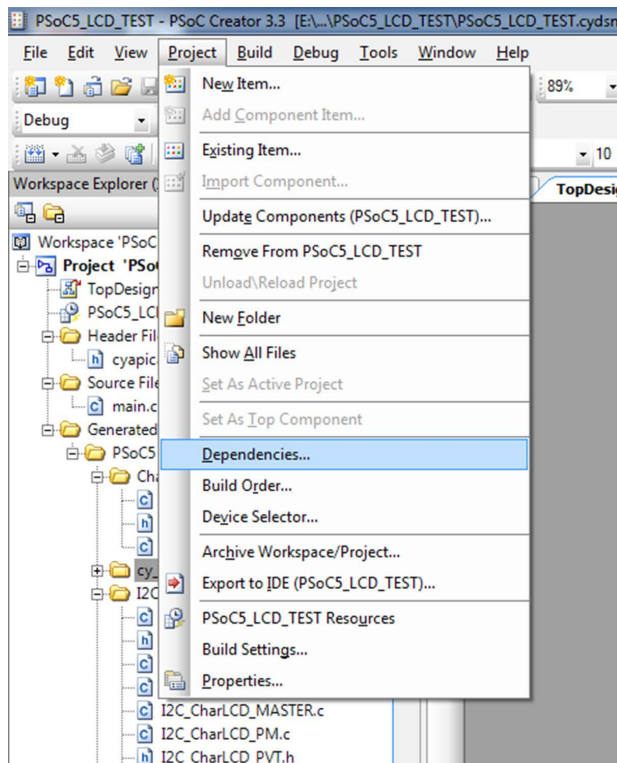 PSoC5_LCD_TEST - PSoC Creator 3.3 [E:\...\PSoC5_LCD_TEST\PSoC5_LCD_TEST.cydsn
File Edit View Project Build Debug Tools Window Help
89%
Debug
10
Workspace Explorer (
TopDesig
Workspace 'PSoC
Project 'PSo
TopDesign
PSoC5_LC
Header Fil
cyapic
Source File
main.c
Generated
PSoC5
Cha
c
h
c
cy_
I2C
c
h
c
c
I2C_CharLCD_MASTER.c
I2C_CharLCD_PM.c
I2C_CharLCD_PVT.h
New Item...
Add Component Item...
Existing Item...
Import Component...
Update Components (PSoC5_LCD_TEST)...
Remove From PSoC5_LCD_TEST
Unload\Reload Project
New Folder
Show All Files
Set As Active Project
Set As Top Component
Dependencies...
Build Order...
Device Selector...
Archive Workspace/Project...
Export to IDE (PSoC5_LCD_TEST)...
PSoC5_LCD_TEST Resources
Build Settings...
Properties...